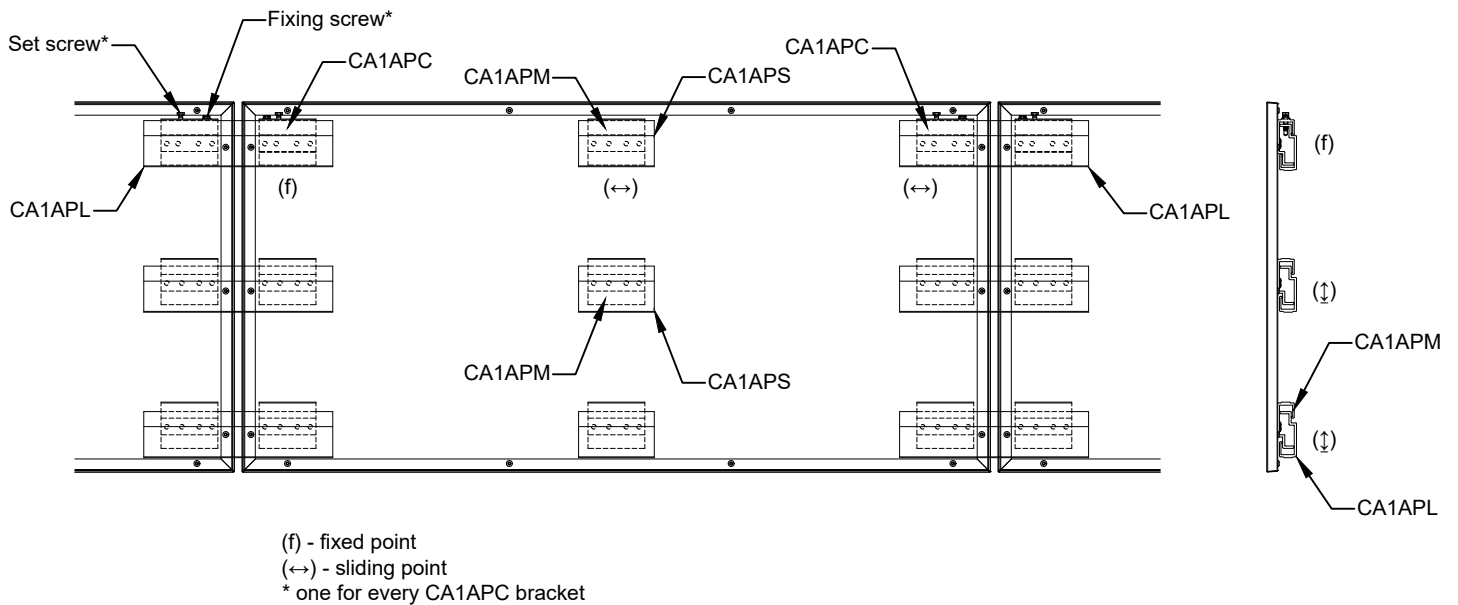 Fixing screw*
Set screw*
CA1APC
CA1APM
CA1APS
CA1APC
(f)
(↔)
(↔)
(f)
CA1APL
CA1APL
(↕)
CA1APM
CA1APM
CA1APS
(↕)
CA1APL
(f) - fixed point
(↔) - sliding point
* one for every CA1APC bracket